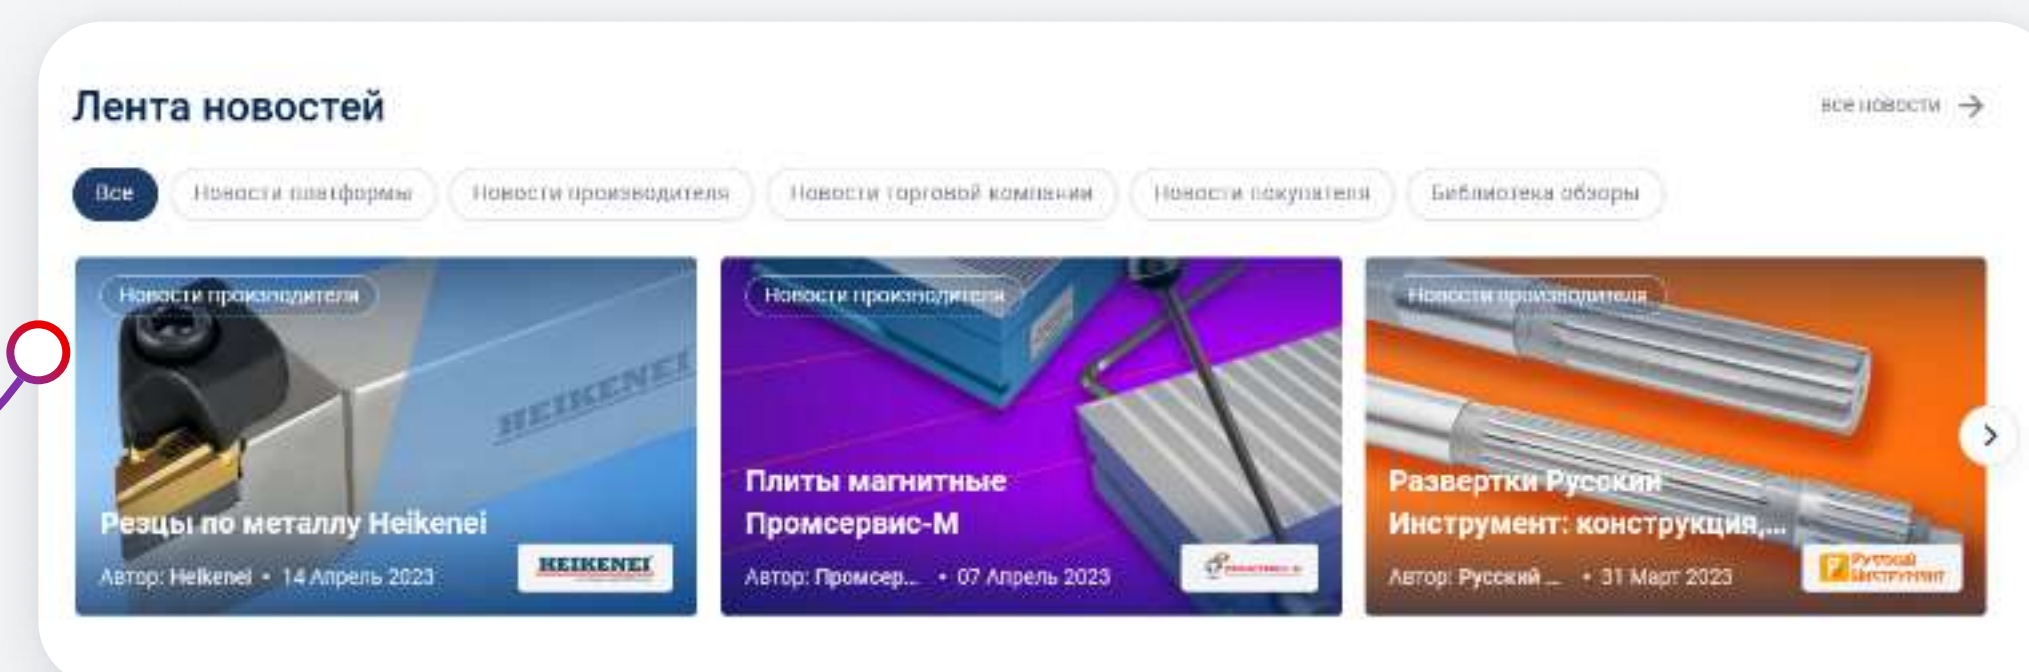 Лента новостей
все новости
Все
Новости платформы
Новости производителя
Новости торговой компании
Новости покупателя
Библиотека обзоры
Новости производителя
HEIKENEI
Резцы по металлу Heikenei
Автор: Heikenei • 14 Апрель 2023
HEIKENEI
Новости производителя
Плиты магнитные
Промсервис-М
Автор: Промсер... • 07 Апрель 2023
Новости производителя
Развертки Русский
Инструмент: конструкция,...
Автор: Русский ... • 31 Март 2023
Русский
Инструмент